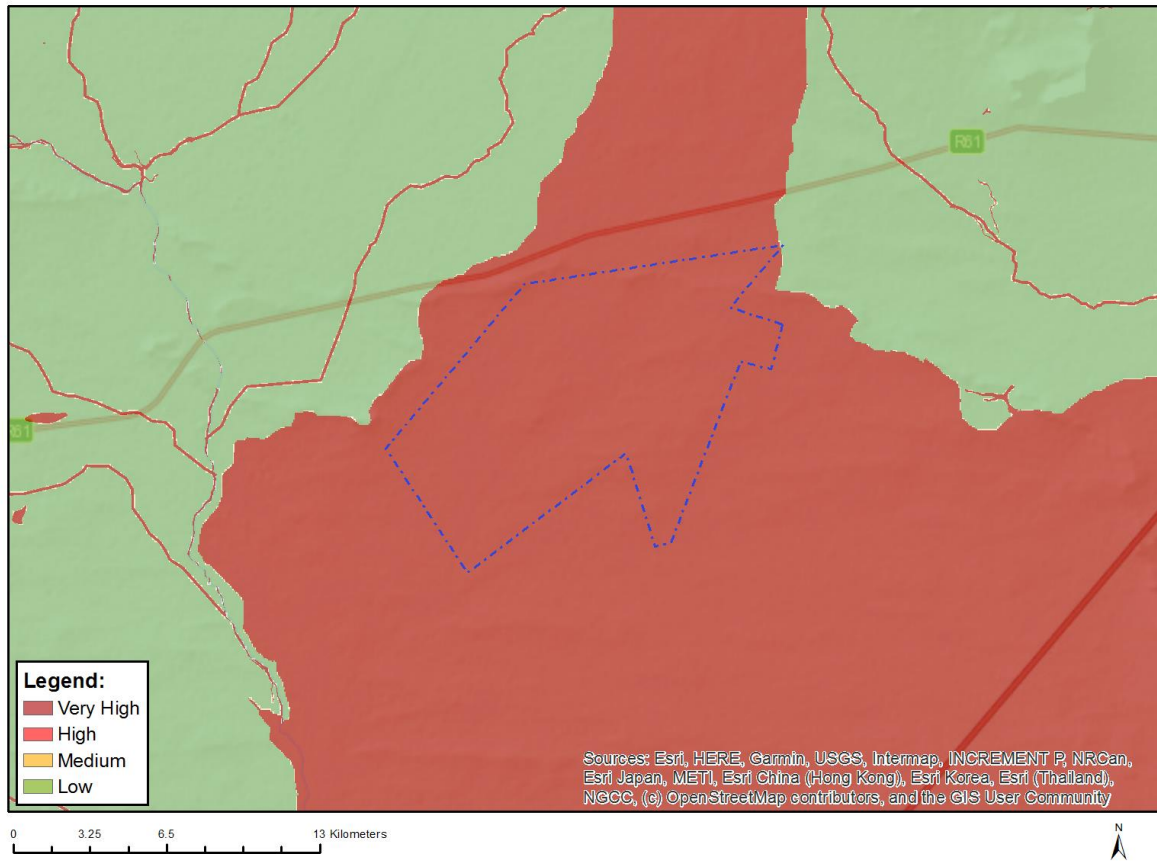 R61
R61
Legend:
Very High
High
Medium
Low
Sources: Esri, HERE, Garmin, USGS, Intermap, INCREMENT P, NRCan,
Esri Japan, METI, Esri China (Hong Kong), Esri Korea, Esri (Thailand),
NGCC, (c) OpenStreetMap contributors, and the GIS User Community
0 3.25 6.5 13 Kilometers
N